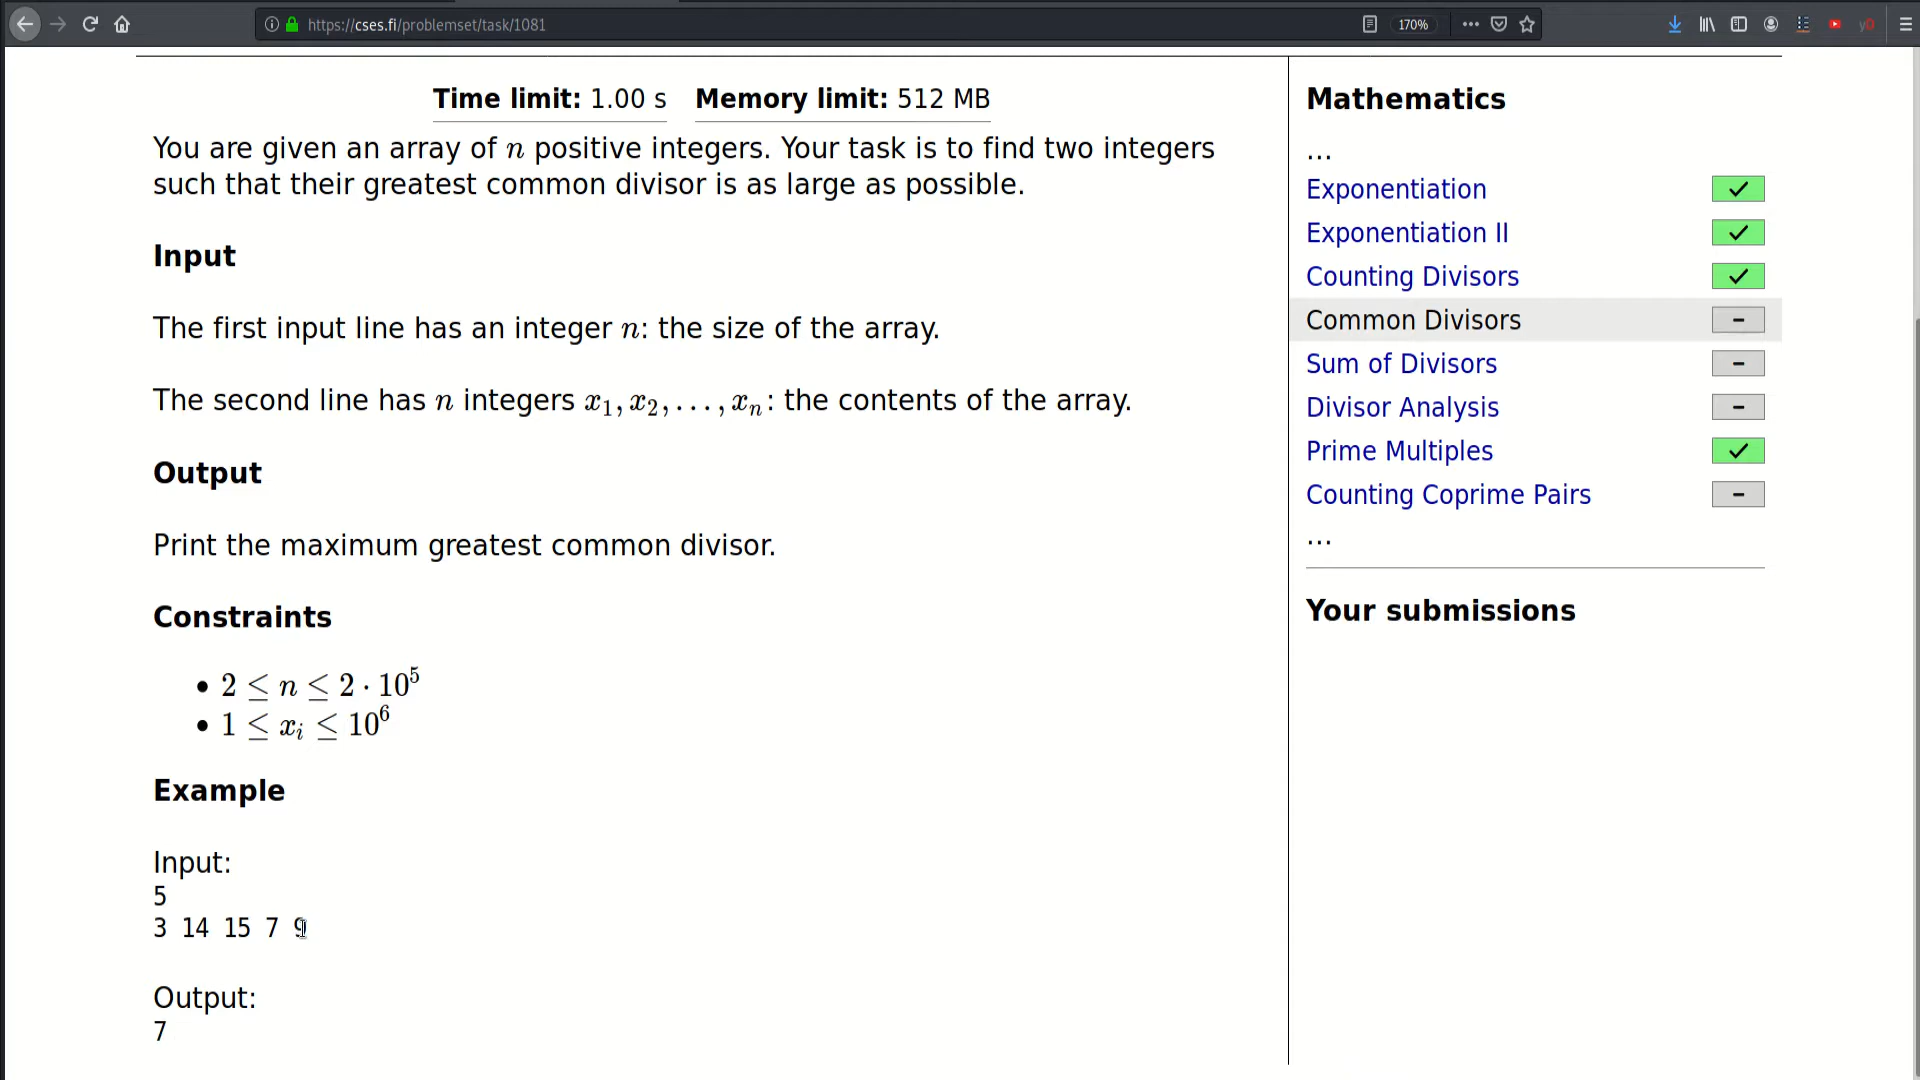 https://cses.fi/problemset/task/1081
170%
Time limit: 1.00 s Memory limit: 512 MB
You are given an array of n positive integers. Your task is to find two integers
such that their greatest common divisor is as large as possible.
Input
The first input line has an integer n: the size of the array.
The second line has n integers x₁, x₂, . . . , xₙ: the contents of the array.
Output
Print the maximum greatest common divisor.
Constraints
• 2 ≤ n ≤ 2 · 10⁵
• 1 ≤ xᵢ ≤ 10⁶
Example
Input:
5
3 14 15 7 9
Output:
7
Mathematics
...
Exponentiation
Exponentiation II
Counting Divisors
Common Divisors –
Sum of Divisors –
Divisor Analysis –
Prime Multiples
Counting Coprime Pairs –
...
Your submissions